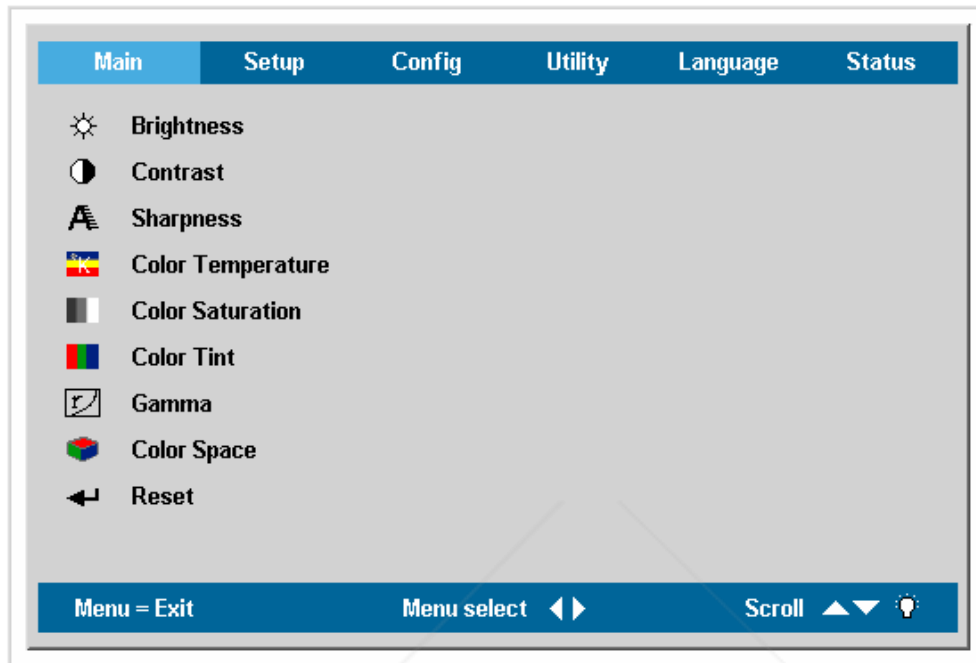 Main Setup Config Utility Language Status
Brightness
Contrast
Sharpness
Color Temperature
Color Saturation
Color Tint
Gamma
Color Space
Reset
Menu = Exit Menu select Scroll